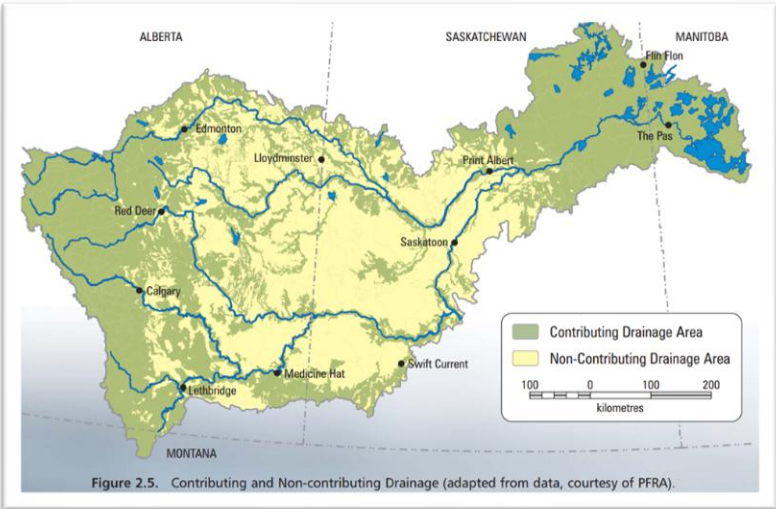 ALBERTA
SASKATCHEWAN
MANITOBA
Flin Flon
Edmonton
The Pas
Lloydminster
Print Albert
Red Deer
Saskatoon
Calgary
Contributing Drainage Area
Non-Contributing Drainage Area
Swift Current
Medicine Hat
Lethbridge
100 0 100 200
kilometres
MONTANA
Figure 2.5. Contributing and Non-contributing Drainage (adapted from data, courtesy of PFRA).